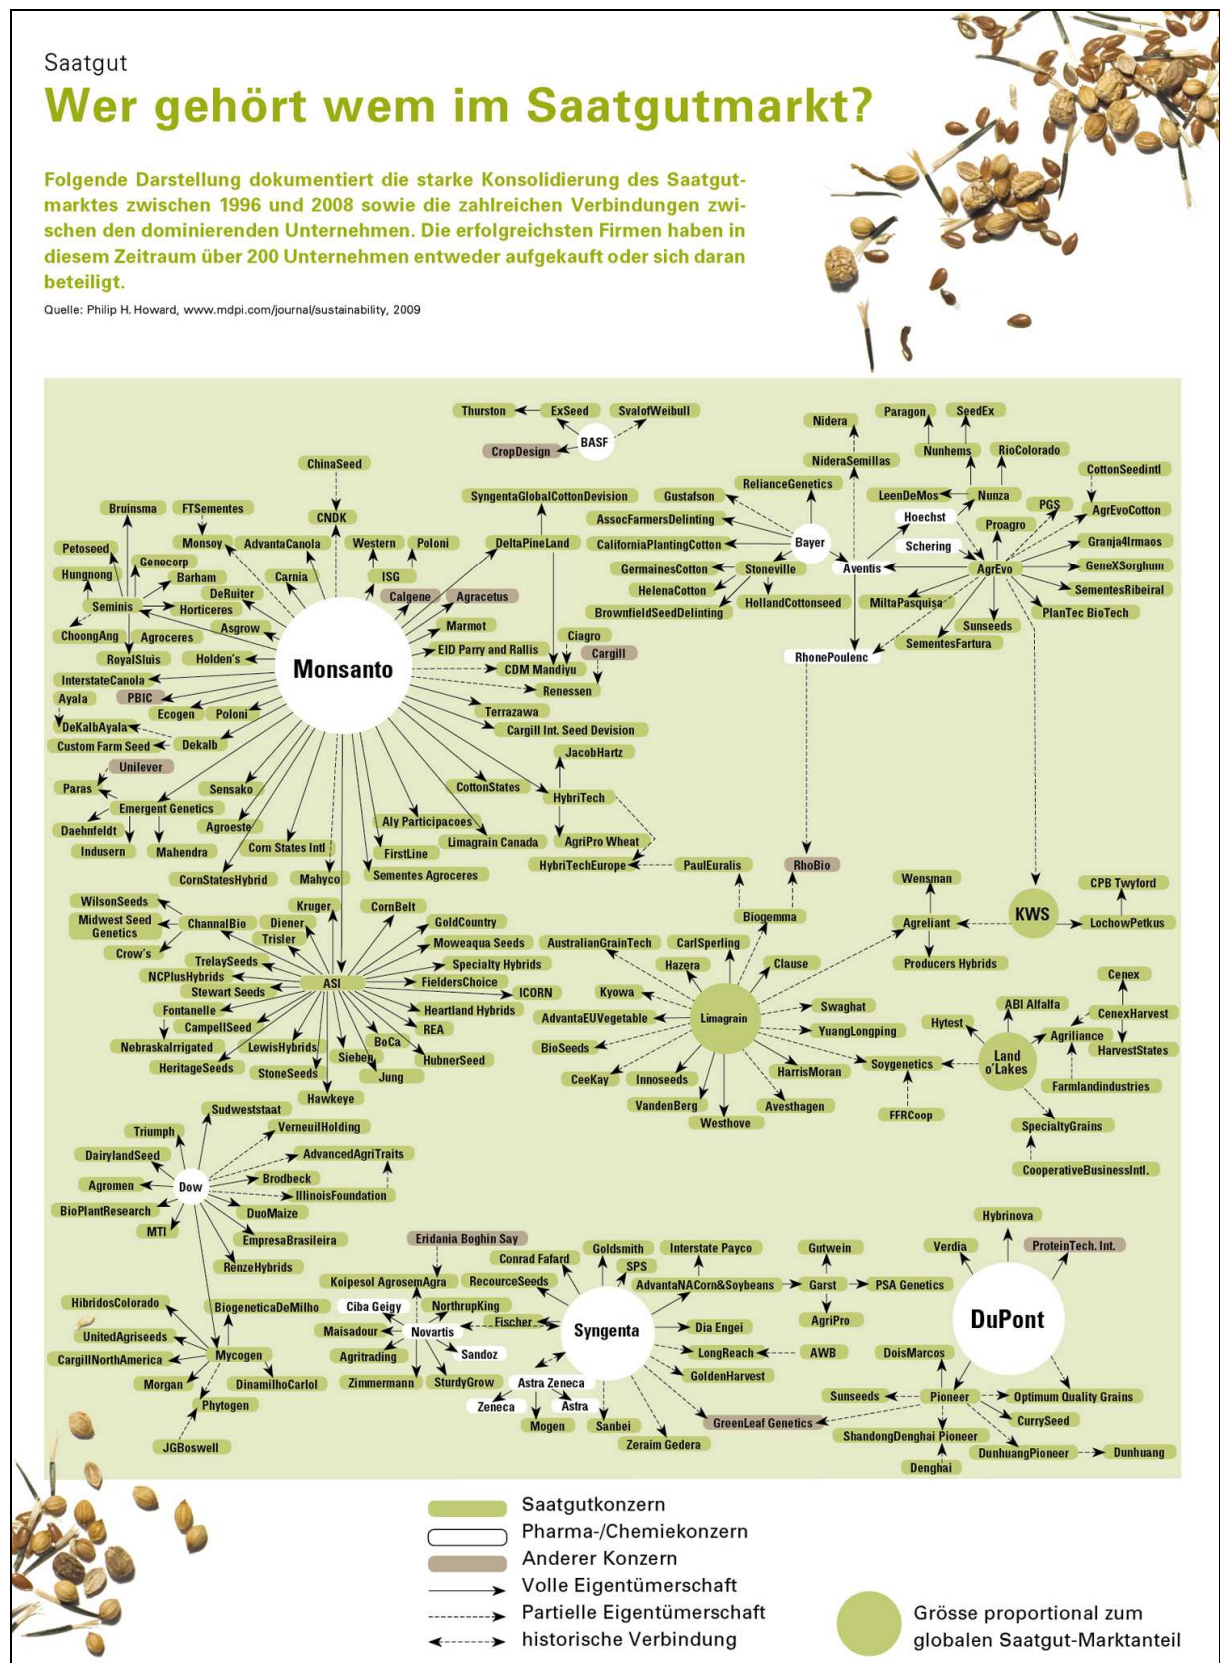 Saatgut
Wer gehört wem im Saatgutmarkt?
Folgende Darstellung dokumentiert die starke Konsolidierung des Saatgut-
marktes zwischen 1996 und 2008 sowie die zahlreichen Verbindungen zwi-
schen den dominierenden Unternehmen. Die erfolgreichsten Firmen haben in
diesem Zeitraum über 200 Unternehmen entweder aufgekauft oder sich daran
beteiligt.
Quelle: Philip H. Howard, www.mdpi.com/journal/sustainability, 2009
Thurston
ExSeed
SvalofWeibull
BASF
CropDesign
Nidera
Paragon
SeedEx
NideraSemillas
Nunhems
RioColorado
CottonSeedintl
ChinaSeed
CNDK
SyngentaGlobalCottonDevision
Gustafson
RelianceGenetics
LeenDeMos
Nunza
PGS
AgrEvoCotton
Hoechst
Proagro
Schering
Granja4Irmaos
Bruinsma
FTSementes
Petoseed
Monsoy
AdvantaCanola
Western
Poloni
DeltaPineLand
AssocFarmersDelinting
CaliforniaPlantingCotton
Bayer
Genecorp
Hungnong
Barham
Carnia
ISG
GermainesCotton
Stoneville
Aventis
AgrEvo
GeneXSorghum
DeRuiter
Calgene
Agracetus
HelenaCotton
HollandCottonseed
MiltaPasquisa
SementesRibeiral
Seminis
Horticeres
BrownfieldSeedDelinting
PlanTec BioTech
ChoongAng
Agroceres
Asgrow
Marmot
Ciagro
Sunseeds
SementesFartura
RoyalSluis
Holden's
Monsanto
EID Parry and Rallis
Cargill
RhonePoulenc
InterstateCanola
CDM Mandiyu
Renessen
Ayala
PBIC
Ecogen
Poloni
Terrazawa
DeKalbAyala
Cargill Int. Seed Devision
Custom Farm Seed
Dekalb
JacobHartz
Unilever
Paras
Sensako
CottonStates
HybriTech
Emergent Genetics
Daehnfeldt
Agroeste
Aly Participacoes
Indusern
Mahendra
Corn States Intl
FirstLine
Limagrain Canada
AgriPro Wheat
CornStatesHybrid
Mahyco
Sementes Agroceres
HybriTechEurope
PaulEuralis
RhoBio
Wensman
CPB Twyford
KWS
WilsonSeeds
Kruger
CornBelt
Midwest Seed
Genetics
ChannalBio
Diener
GoldCountry
Biogemma
Agreliant
LochowPetkus
Trisler
Crow's
Moweaqua Seeds
AustralianGrainTech
CarlSperling
TrelaySeeds
Specialty Hybrids
Hazera
Clause
Producers Hybrids
NCPlusHybrids
ASI
FieldersChoice
Cenex
Stewart Seeds
ICORN
Kyowa
Swaghat
ABI Alfalfa
Fontanelle
Heartland Hybrids
AdvantaEUVegetable
Limagrain
CenexHarvest
CampellSeed
REA
YuangLongping
Hytest
Agriliance
NebraskaIrrigated
LewisHybrids
BoCa
BioSeeds
HarvestStates
Sieben
HubnerSeed
Land
o'Lakes
HeritageSeeds
StoneSeeds
Jung
CeeKay
Innoseeds
HarrisMoran
Soygenetics
Farmlandindustries
Hawkeye
VandenBerg
Avesthagen
FFRCoop
Westhove
SpecialtyGrains
Sudweststaat
CooperativeBusinessIntl.
Triumph
VerneuilHolding
DairylandSeed
AdvancedAgriTraits
Dow
Brodbeck
Agromen
IllinoisFoundation
BioPlantResearch
DuoMaize
MTI
EmpresaBrasileira
RenzeHybrids
Eridania Boghin Say
Conrad Fafard
Goldsmith
Interstate Payco
Gutwein
Hybrinova
Verdia
ProteinTech. Int.
SPS
Koipesol AgrosemAgra
RecourseSeeds
AdvantaNACorn&Soybeans
Garst
PSA Genetics
HibridosColorado
BiogeneticaDeMilho
Ciba Geigy
NorthrupKing
Fischer
AgriPro
DuPont
UnitedAgriseeds
Maisadour
Novartis
Syngenta
Dia Engei
Mycogen
CargillNorthAmerica
Agritrading
Sandoz
LongReach
AWB
DoisMarcos
Morgan
DinamilhoCarlol
Zimmermann
SturdyGrow
Astra Zeneca
GoldenHarvest
Phytogen
Zeneca
Astra
Sunseeds
Pioneer
Optimum Quality Grains
Mogen
Sanbei
GreenLeaf Genetics
CurrySeed
JGBoswell
Zeraim Gedera
ShandongDenghai Pioneer
DunhuangPioneer
Dunhuang
Denghai
Saatgutkonzern
Pharma-/Chemiekonzern
Anderer Konzern
Volle Eigentümerschaft
Partielle Eigentümerschaft
historische Verbindung
Grösse proportional zum
globalen Saatgut-Marktanteil